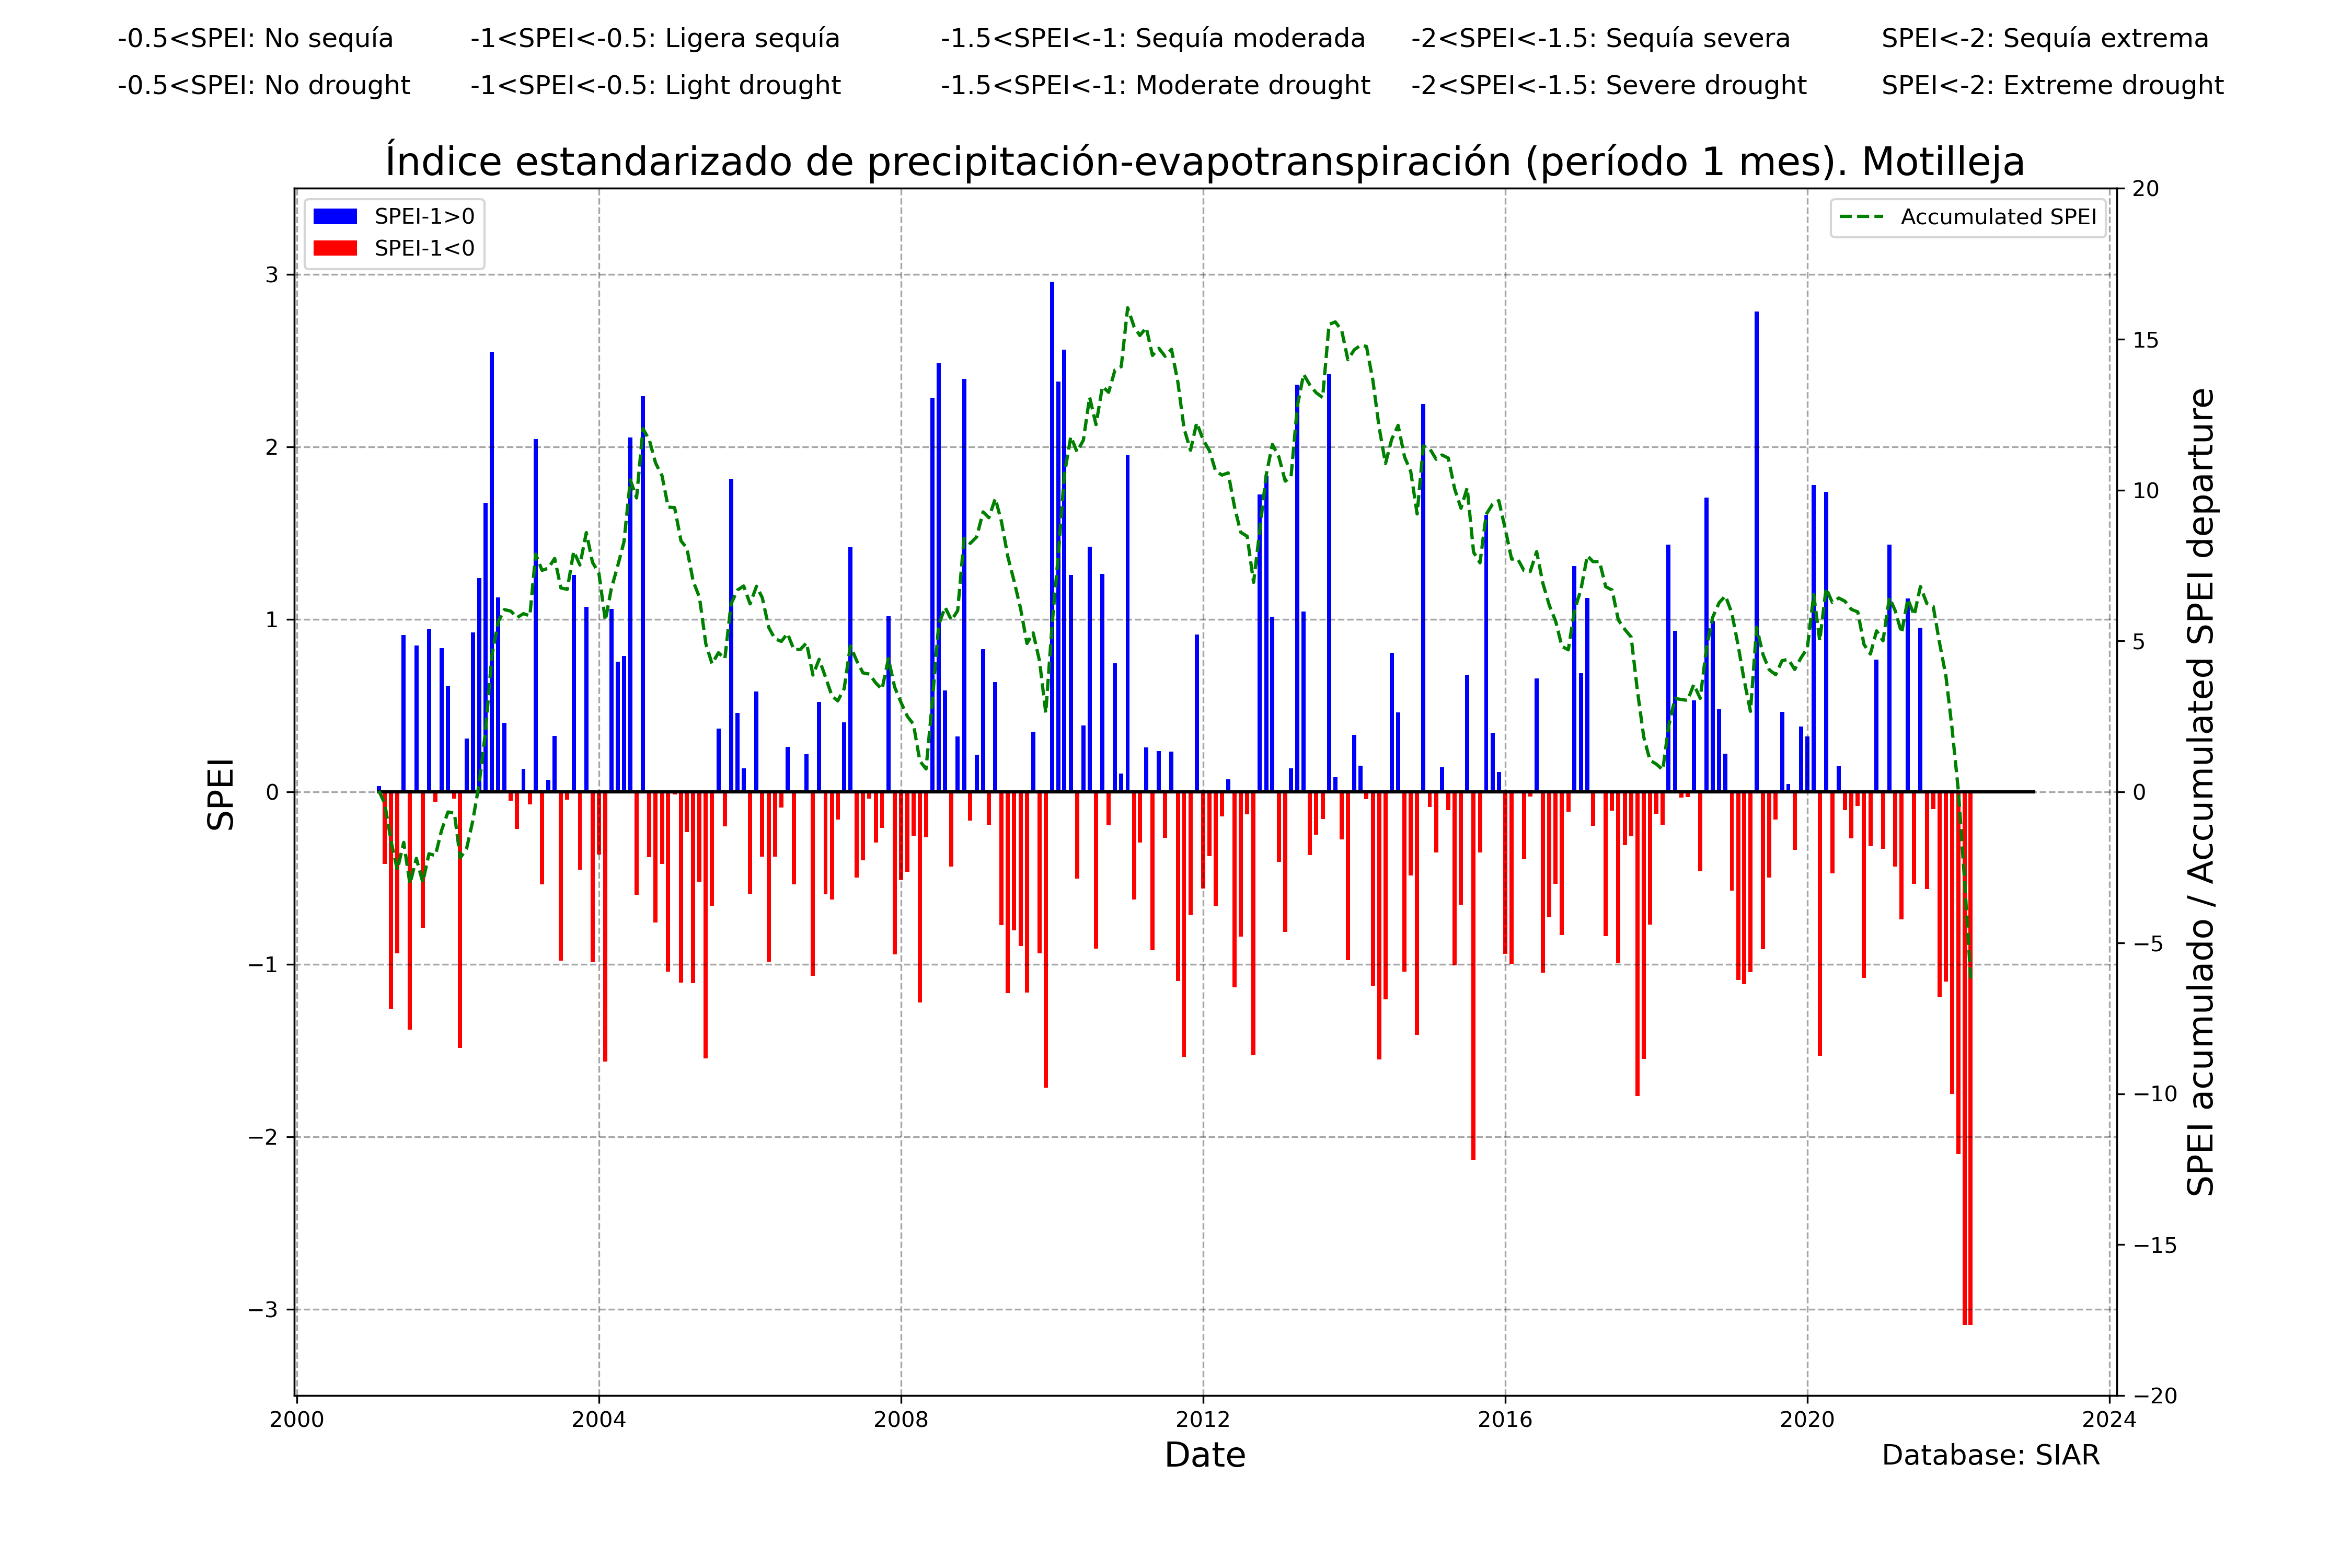 -0.5<SPEI: No sequía -1<SPEI<-0.5: Ligera sequía -1.5<SPEI<-1: Sequía moderada -2<SPEI<-1.5: Sequía severa SPEI<-2: Sequía extrema
-0.5<SPEI: No drought -1<SPEI<-0.5: Light drought -1.5<SPEI<-1: Moderate drought -2<SPEI<-1.5: Severe drought SPEI<-2: Extreme drought
Índice estandarizado de precipitación-evapotranspiración (período 1 mes). Motilleja
SPEI-1>0
SPEI-1<0
Accumulated SPEI
SPEI
3
2
1
0
−1
−2
−3
20
15
10
5
0
−5
−10
−15
−20
SPEI acumulado / Accumulated SPEI departure
2000 2004 2008 2012 2016 2020 2024
Date
Database: SIAR